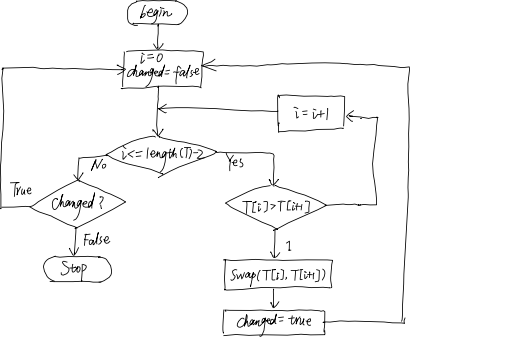 begin
i=0
changed=false
i=i+1
i<=length(T)-2
No
Yes
True
changed?
T[i]>T[i+1]
False
1
Stop
Swap(T[i],T[i+1])
changed=true